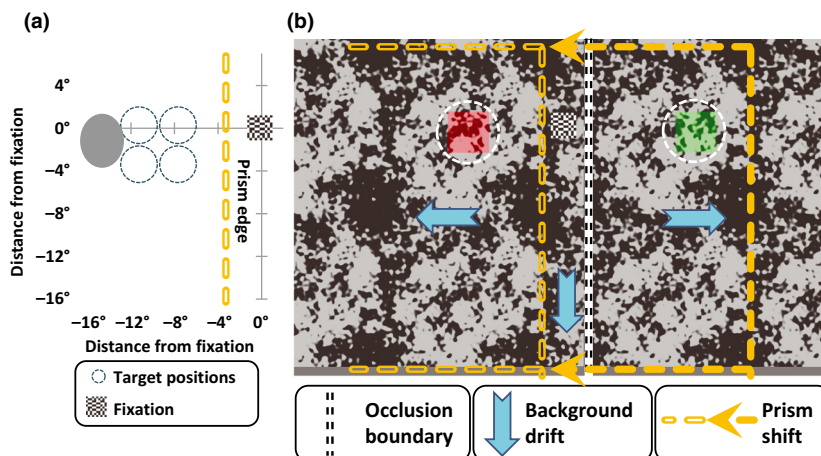 (a)
(b)
Distance from fixation
4°
0°
−4°
−8°
−12°
−16°
Prism edge
−16° −12° −8° −4° 0°
Distance from fixation
Target positions
Fixation
Occlusion
boundary
Background
drift
Prism
shift